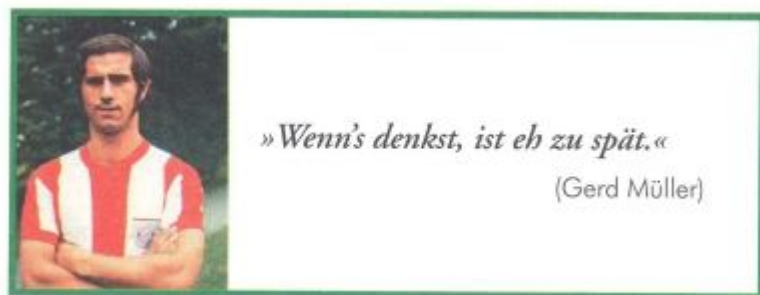 »Wenn's denkst, ist eh zu spät.«
(Gerd Müller)